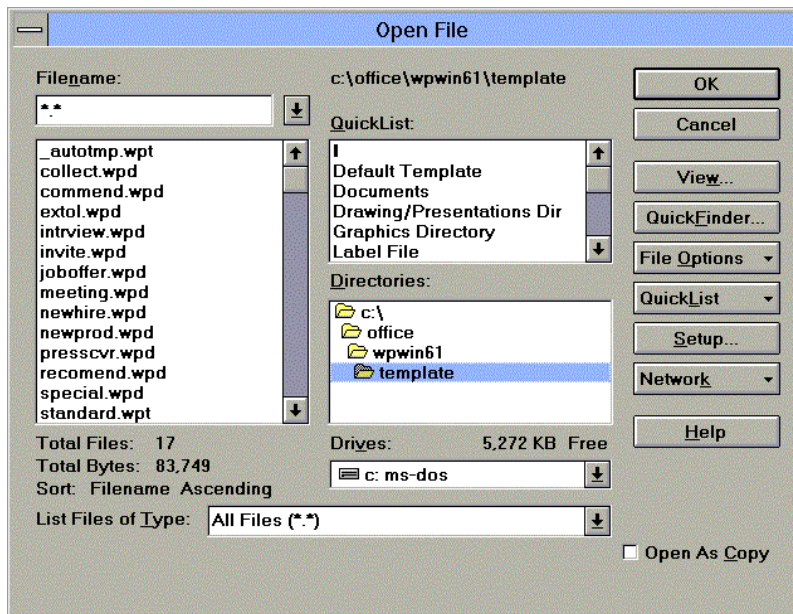 Open File
Filename:
*.*
_autotmp.wpt
collect.wpd
commend.wpd
extol.wpd
intrview.wpd
invite.wpd
joboffer.wpd
meeting.wpd
newhire.wpd
newprod.wpd
presscvr.wpd
recomend.wpd
special.wpd
standard.wpt
Total Files: 17
Total Bytes: 83,749
Sort: Filename Ascending
c:\office\wpwin61\template
QuickList:
I
Default Template
Documents
Drawing/Presentations Dir
Graphics Directory
Label File
Directories:
c:\
office
wpwin61
template
Drives: 5,272 KB Free
c: ms-dos
List Files of Type: All Files (*.*)
OK
Cancel
View...
QuickFinder...
File Options
QuickList
Setup...
Network
Help
Open As Copy